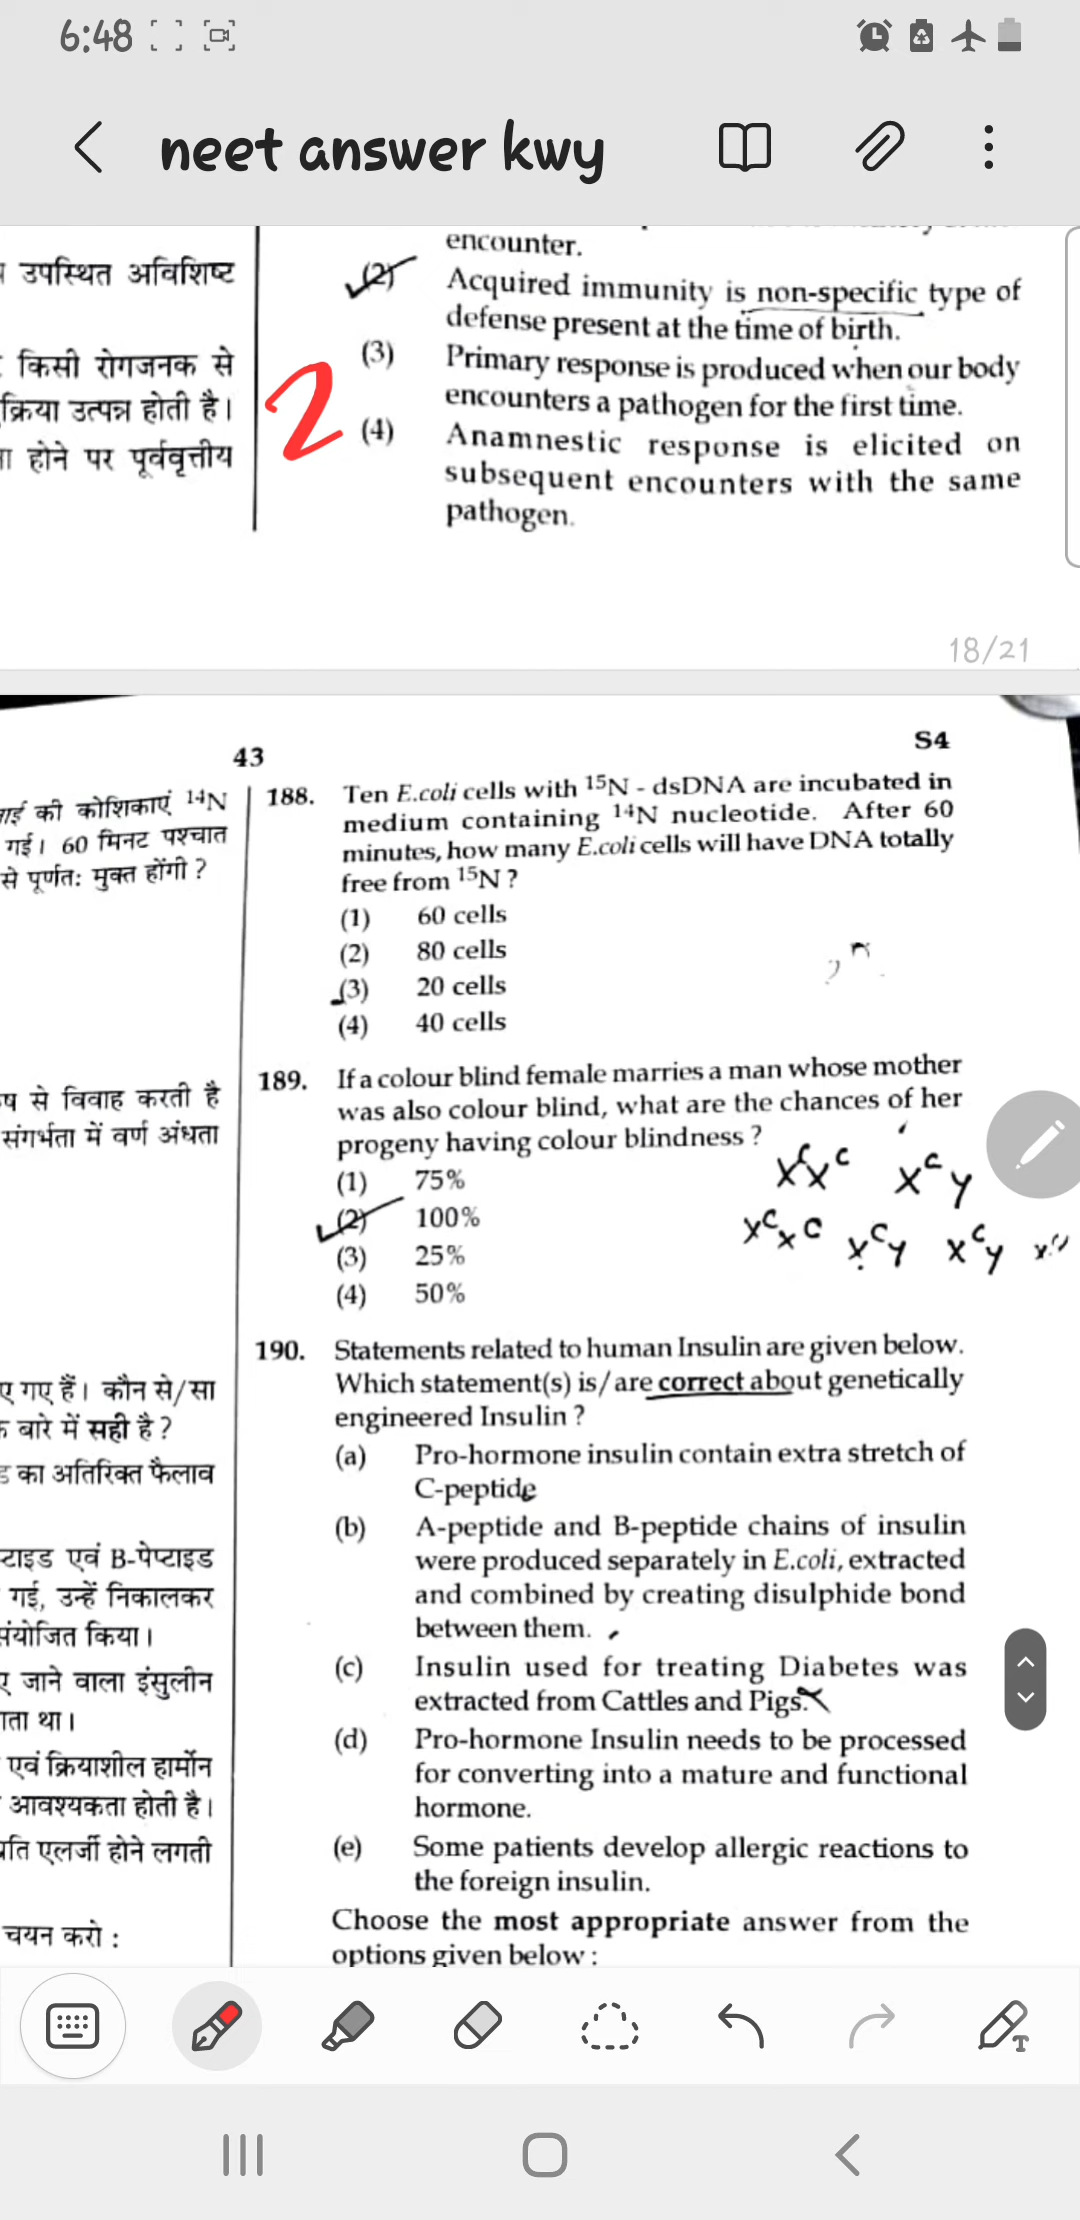 6:48
neet answer kwy
encounter.
उपस्थित अविशिष्ट
(2) Acquired immunity is non-specific type of
defense present at the time of birth.
किसी रोगजनक से
(3) Primary response is produced when our body
क्रिया उत्पन्न होती है।
encounters a pathogen for the first time.
2
(4) Anamnestic response is elicited on
होने पर पूर्ववृत्तीय
subsequent encounters with the same
pathogen.
18/21
43
S4
की कोशिकाएं 14N
गई। 60 मिनट पश्चात
से पूर्णतः मुक्त होंगी ?
188. Ten E.coli cells with 15N - dsDNA are incubated in
medium containing 14N nucleotide. After 60
minutes, how many E.coli cells will have DNA totally
free from 15N ?
(1) 60 cells
(2) 80 cells
(3) 20 cells
(4) 40 cells
से विवाह करती है
संगर्भता में वर्ण अंधता
189. If a colour blind female marries a man whose mother
was also colour blind, what are the chances of her
progeny having colour blindness ?
(1) 75%
(2) 100%
(3) 25%
(4) 50%
XcXc XcY
XcXc XcY XcY
190. Statements related to human Insulin are given below.
Which statement(s) is/are correct about genetically
engineered Insulin ?
(a) Pro-hormone insulin contain extra stretch of
C-peptide
(b) A-peptide and B-peptide chains of insulin
were produced separately in E.coli, extracted
and combined by creating disulphide bond
between them.
(c) Insulin used for treating Diabetes was
extracted from Cattles and Pigs.
(d) Pro-hormone Insulin needs to be processed
for converting into a mature and functional
hormone.
(e) Some patients develop allergic reactions to
the foreign insulin.
Choose the most appropriate answer from the
options given below :
गए हैं। कौन से/सा
बारे में सही है ?
का अतिरिक्त फैलाव
एवं B-पेप्टाइड
गई, उन्हें निकालकर
संयोजित किया।
जाने वाला इंसुलीन
था।
एवं क्रियाशील हार्मोन
आवश्यकता होती है।
एलर्जी होने लगती
चयन करो :